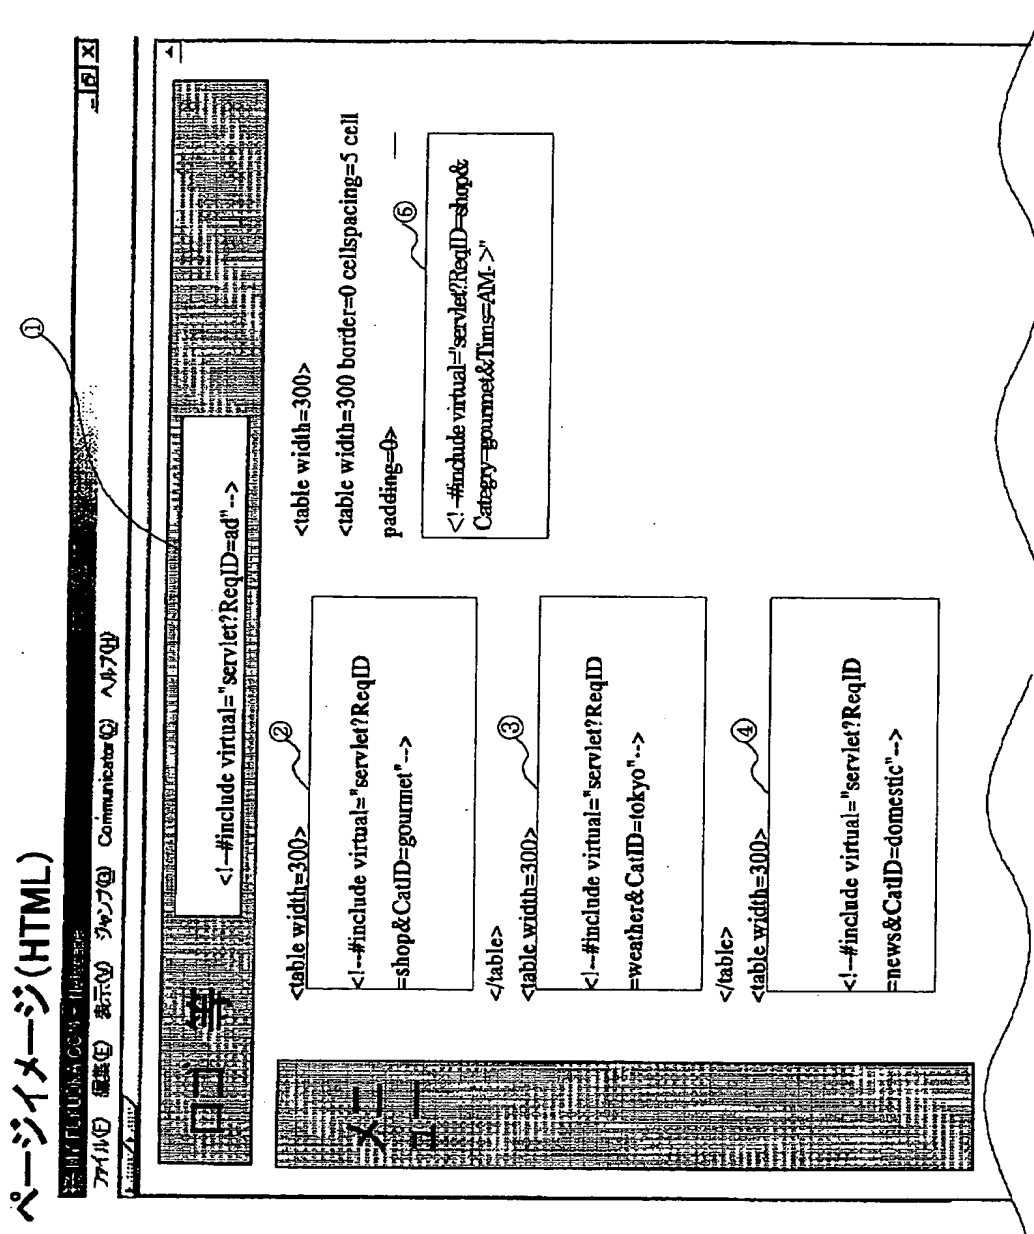 ページイメージ(HTML)
ファイル(F) 編集(E) 表示(V) ジャンプ(G) Communicator(C) ヘルプ(H)
①
ロゴ 等
<!--#include virtual="servlet?ReqID=ad"-->
メニュー
<table width=300>
②
<!--#include virtual="servlet?ReqID
=shop&CatID=gourmet"-->
</table>
<table width=300>
③
<!--#include virtual="servlet?ReqID
=weather&CatID=tokyo"-->
</table>
<table width=300>
④
<!--#include virtual="servlet?ReqID
=news&CatID=domestic"-->
<table width=300>
<table width=300 border=0 cellspacing=5 cell
padding=0>
⑥
<!-#include virtual="servlet?ReqID=shop&
Categry=gourmet&Tims=AM->"